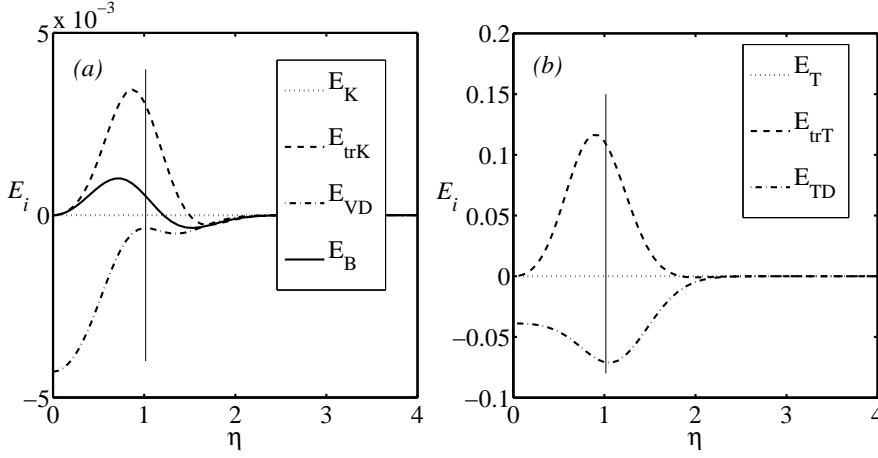 5 x 10⁻³
(a)
E_K
E_trK
E_VD
E_B
E_i
0
−5
0 1 2 3 4
η
0.2
(b)
E_T
E_trT
E_TD
0.15
0.1
E_i
0.05
0
−0.05
−0.1
0 1 2 3 4
η